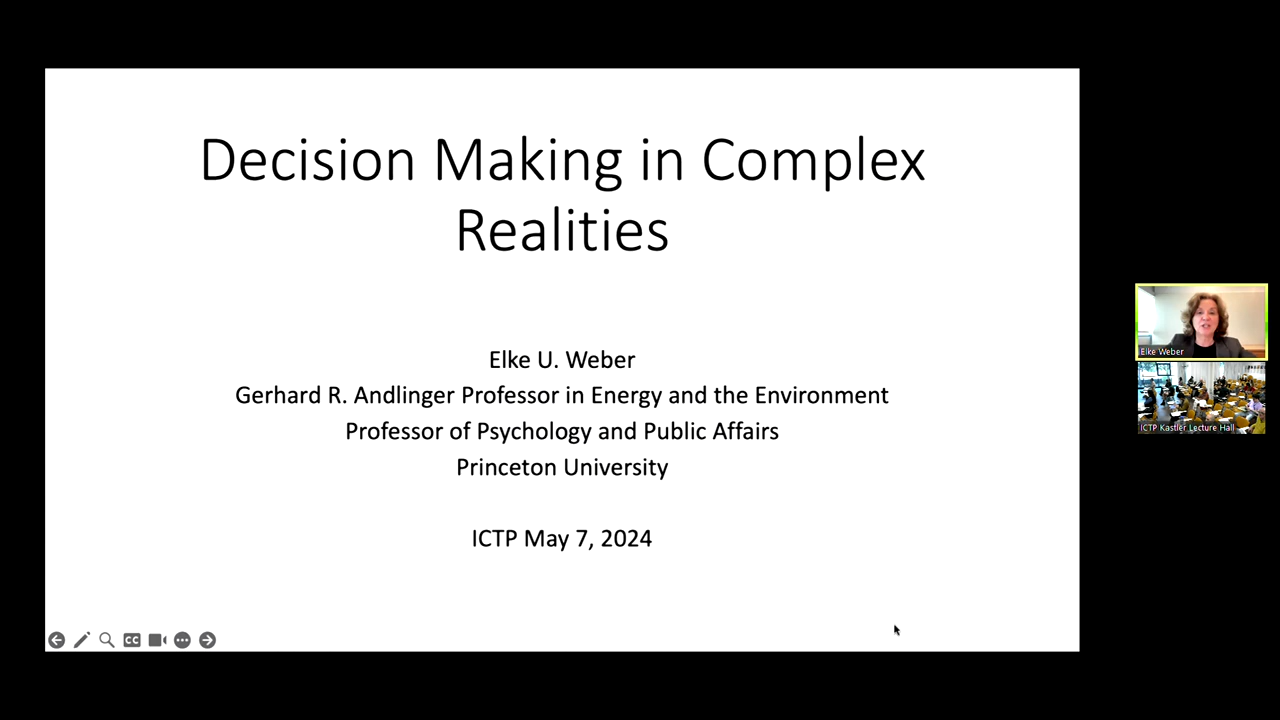 Decision Making in Complex
Realities
Elke U. Weber
Gerhard R. Andlinger Professor in Energy and the Environment
Professor of Psychology and Public Affairs
Princeton University
ICTP May 7, 2024
CC
Elke Weber
ICTP Kastler Lecture Hall